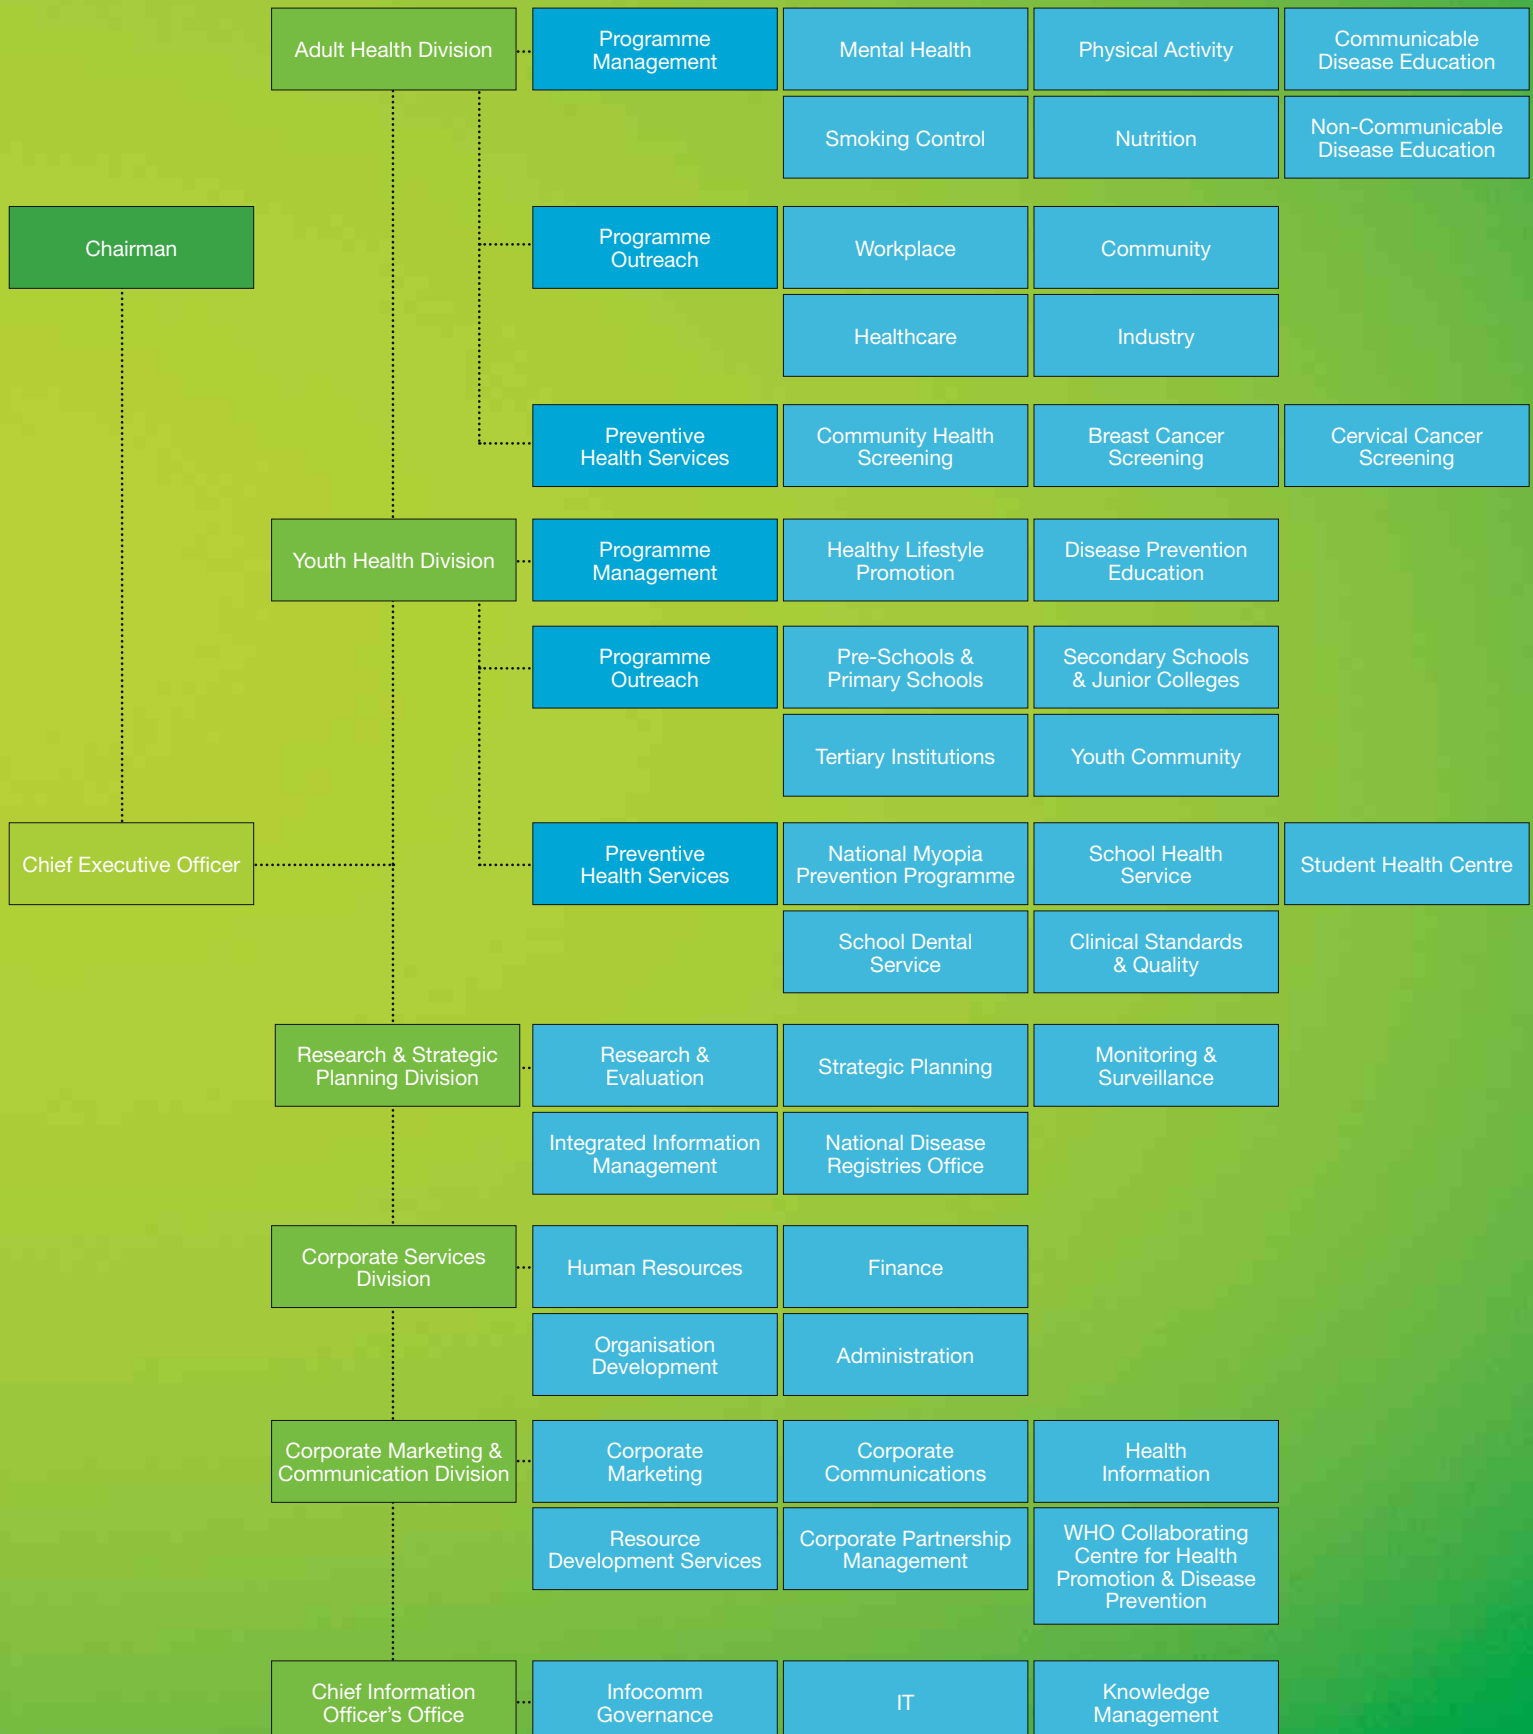 Adult Health Division
Programme
Management
Mental Health
Physical Activity
Communicable
Disease Education
Smoking Control
Nutrition
Non-Communicable
Disease Education
Chairman
Programme
Outreach
Workplace
Community
Healthcare
Industry
Preventive
Health Services
Community Health
Screening
Breast Cancer
Screening
Cervical Cancer
Screening
Youth Health Division
Programme
Management
Healthy Lifestyle
Promotion
Disease Prevention
Education
Programme
Outreach
Pre-Schools &
Primary Schools
Secondary Schools
& Junior Colleges
Tertiary Institutions
Youth Community
Chief Executive Officer
Preventive
Health Services
National Myopia
Prevention Programme
School Health
Service
Student Health Centre
School Dental
Service
Clinical Standards
& Quality
Research & Strategic
Planning Division
Research &
Evaluation
Strategic Planning
Monitoring &
Surveillance
Integrated Information
Management
National Disease
Registries Office
Corporate Services
Division
Human Resources
Finance
Organisation
Development
Administration
Corporate Marketing &
Communication Division
Corporate
Marketing
Corporate
Communications
Health
Information
Resource
Development Services
Corporate Partnership
Management
WHO Collaborating
Centre for Health
Promotion & Disease
Prevention
Chief Information
Officer's Office
Infocomm
Governance
IT
Knowledge
Management